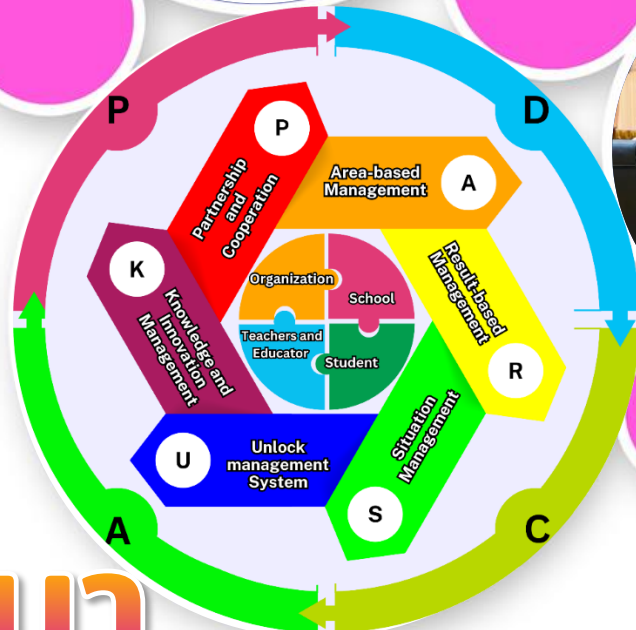 P
D
C
A
P
Partnership
and
Cooperation
A
Area-based
Management
R
Result-based
Management
S
Situation
Management
U
Unlock
management
System
K
Knowledge and
Innovation
Management
Organization
School
Teachers and
Educator
Student